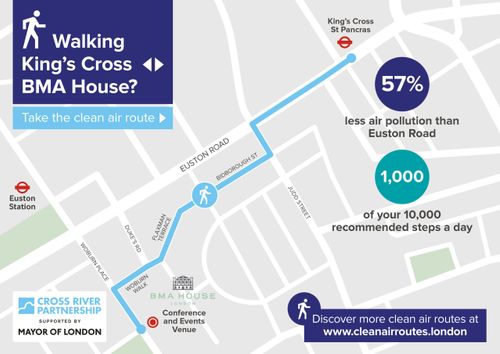 Walking
King's Cross
BMA House?
Take the clean air route
King's Cross
St Pancras
57%
less air pollution than
Euston Road
1,000
of your 10,000
recommended steps a day
EUSTON ROAD
BIDBOROUGH ST
JUDD STREET
Euston
Station
FLAXMAN
TERRACE
DUKE'S RD
WOBURN PLACE
WOBURN
WALK
BMA HOUSE
LONDON
Conference
and Events
Venue
CROSS RIVER
PARTNERSHIP
SUPPORTED BY
MAYOR OF LONDON
Discover more clean air routes at
www.cleanairroutes.london